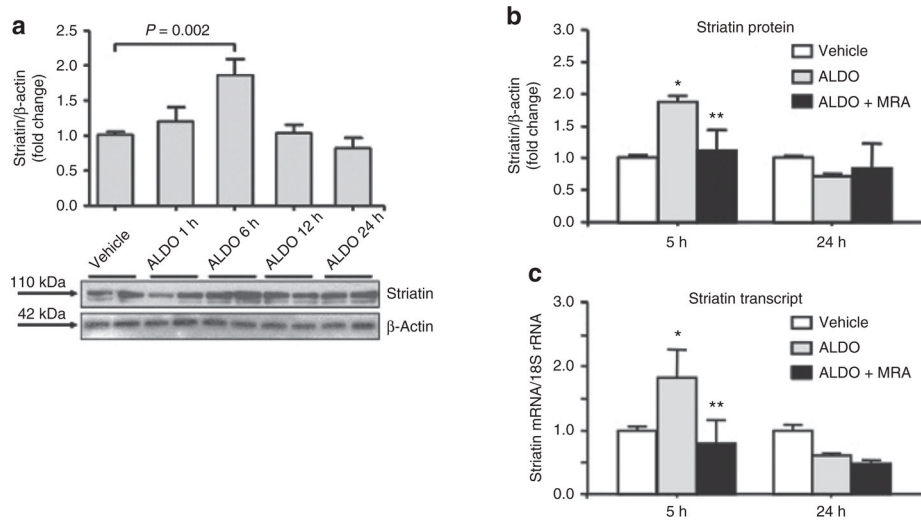 a
P = 0.002
Striatin/β-actin
(fold change)
2.5
2.0
1.5
1.0
0.5
0.0
Vehicle
ALDO 1 h
ALDO 6 h
ALDO 12 h
ALDO 24 h
110 kDa
Striatin
42 kDa
β-Actin
b
Striatin protein
Striatin/β-actin
(fold change)
3.0
2.5
2.0
1.5
1.0
0.5
0.0
Vehicle
ALDO
ALDO + MRA
*
**
5 h
24 h
c
Striatin transcript
Striatin mRNA/18S rRNA
3.0
2.0
1.0
0.0
Vehicle
ALDO
ALDO + MRA
*
**
5 h
24 h